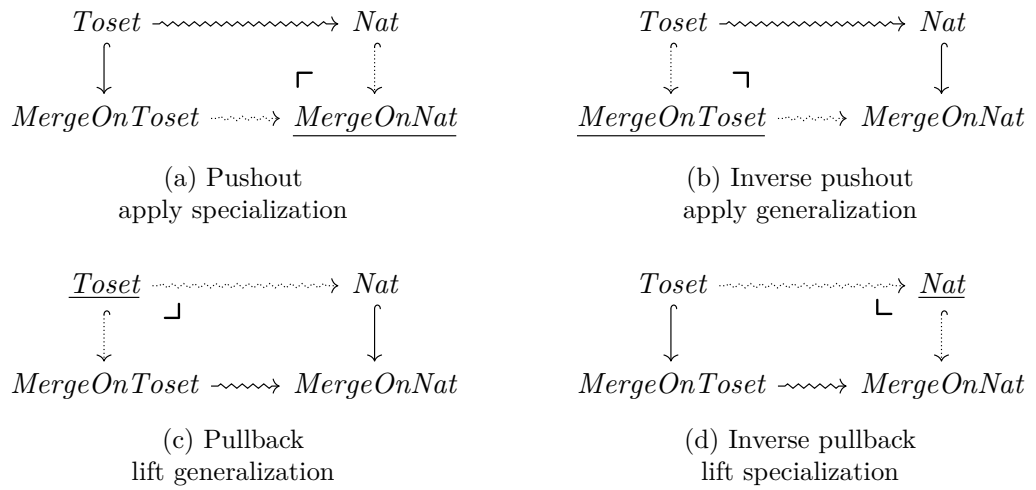 Toset Nat Toset Nat
MergeOnToset MergeOnNat MergeOnToset MergeOnNat
(a) Pushout (b) Inverse pushout
apply specialization apply generalization
Toset Nat Toset Nat
MergeOnToset MergeOnNat MergeOnToset MergeOnNat
(c) Pullback (d) Inverse pullback
lift generalization lift specialization